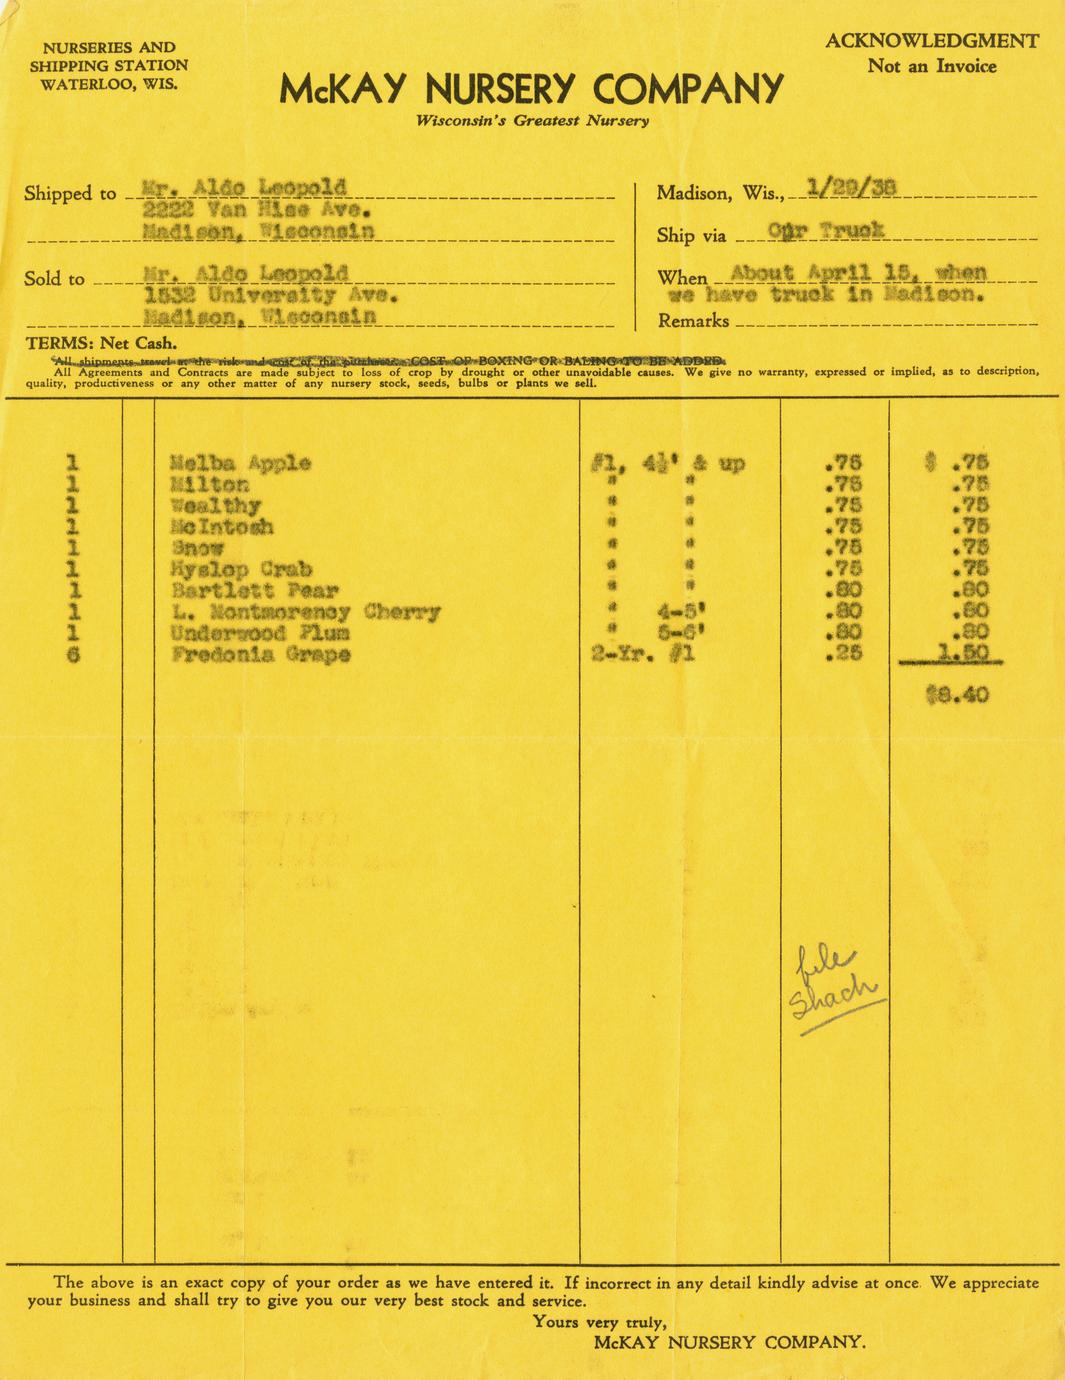 NURSERIES AND
SHIPPING STATION
WATERLOO, WIS.
ACKNOWLEDGMENT
Not an Invoice
McKAY NURSERY COMPANY
Wisconsin's Greatest Nursery
Shipped to Mr. Aldo Leopold
2222 Van Hise Ave.
Madison, Wisconsin
Sold to Mr. Aldo Leopold
1532 University Ave.
Madison, Wisconsin
Madison, Wis., 1/29/38
Ship via Our Truck
When About April 15, when
we have truck in Madison.
Remarks
TERMS: Net Cash.
All shipments travel at the risk and cost of the purchaser. COST OF BOXING OR BALING TO BE ADDED.
All Agreements and Contracts are made subject to loss of crop by drought or other unavoidable causes. We give no warranty, expressed or implied, as to description,
quality, productiveness or any other matter of any nursery stock, seeds, bulbs or plants we sell.
1 Melba Apple #1, 4½' & up .75 $ .75
1 Milton " " .75 .75
1 Wealthy " " .75 .75
1 McIntosh " " .75 .75
1 Snow " " .75 .75
1 Hyslop Crab " " .75 .75
1 Bartlett Pear " " .80 .80
1 L. Montmorency Cherry " 4-5' .80 .80
1 Underwood Plum " 5-6' .80 .80
6 Fredonia Grape 2-Yr. #1 .25 1.50
$8.40
file
Shack
The above is an exact copy of your order as we have entered it. If incorrect in any detail kindly advise at once. We appreciate
your business and shall try to give you our very best stock and service.
Yours very truly,
McKAY NURSERY COMPANY.